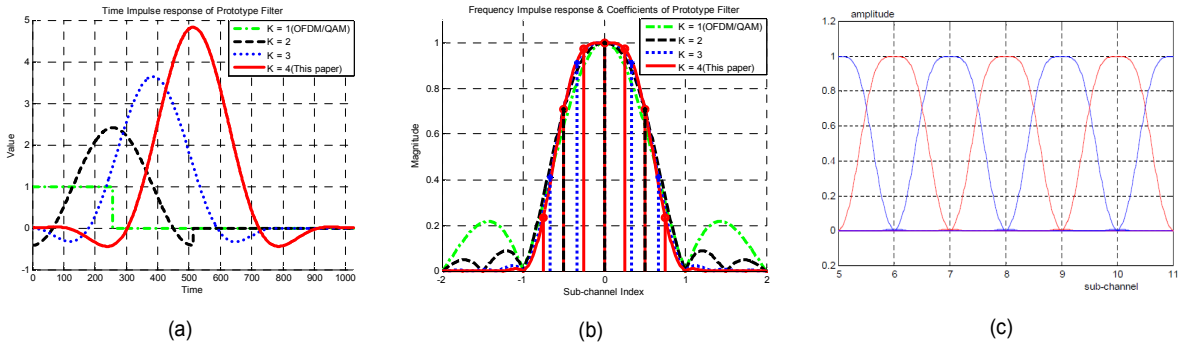 Time Impulse response of Prototype Filter
5
4
3
2
1
0
-1
Value
0 100 200 300 400 500 600 700 800 900 1000
Time
K = 1(OFDM/QAM)
K = 2
K = 3
K = 4(This paper)
(a)
Frequency Impulse response & Coefficients of Prototype Filter
1
0.8
0.6
0.4
0.2
0
Magnitude
-2 -1 0 1 2
Sub-channel Index
K = 1(OFDM/QAM)
K = 2
K = 3
K = 4(This paper)
(b)
amplitude
1.2
1
0.8
0.6
0.4
0.2
0
0.2
5 6 7 8 9 10 11
sub-channel
(c)